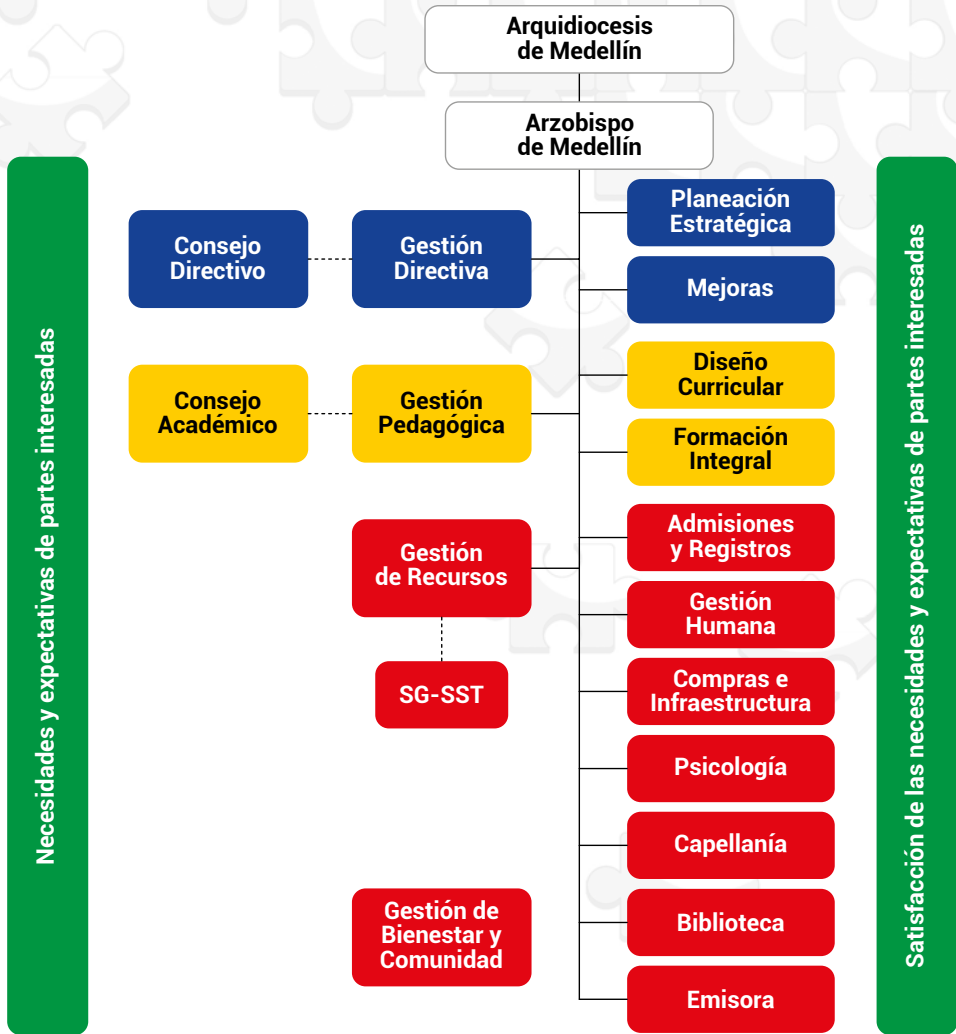 Arquidiocesis
de Medellín
Arzobispo
de Medellín
Necesidades y expectativas de partes interesadas
Consejo
Directivo
Gestión
Directiva
Planeación
Estratégica
Mejoras
Consejo
Académico
Gestión
Pedagógica
Diseño
Curricular
Formación
Integral
Gestión
de Recursos
SG-SST
Admisiones
y Registros
Gestión
Humana
Compras e
Infraestructura
Psicología
Capellanía
Gestión de
Bienestar y
Comunidad
Biblioteca
Emisora
Satisfacción de las necesidades y expectativas de partes interesadas